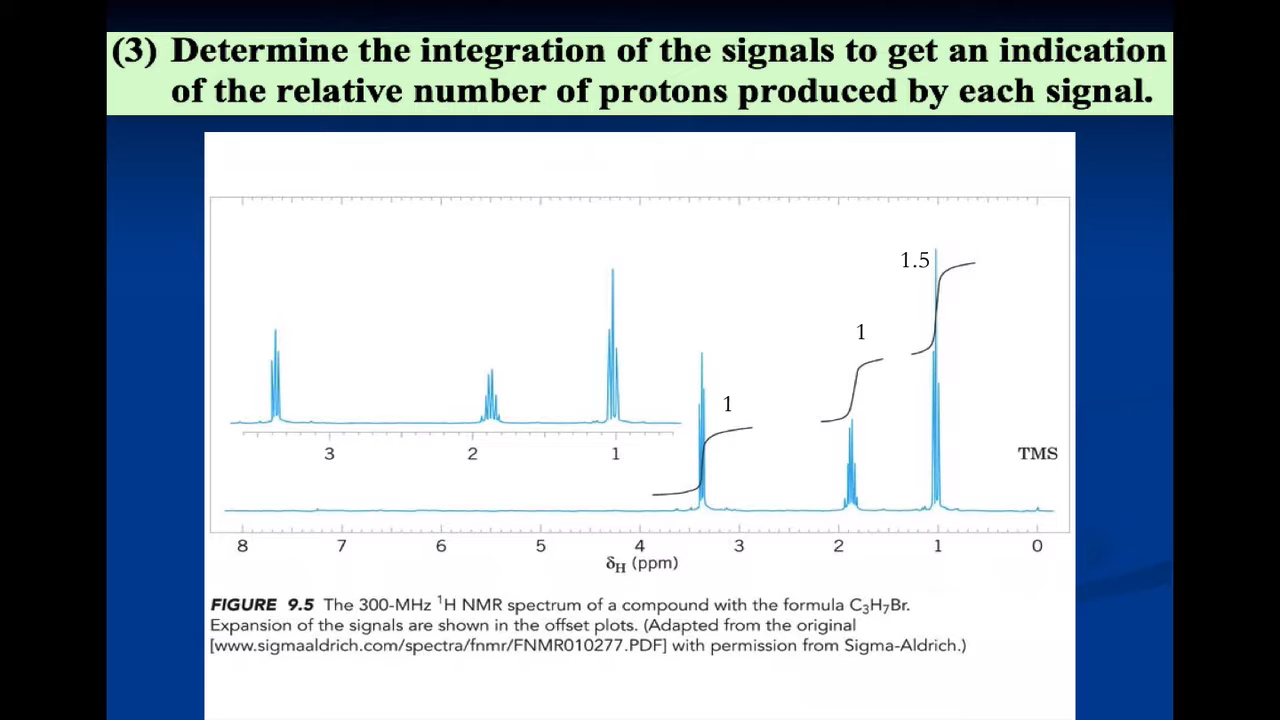 (3) Determine the integration of the signals to get an indication
of the relative number of protons produced by each signal.
1.5
1
1
3 2 1
TMS
8 7 6 5 4 3 2 1 0
δH (ppm)
FIGURE 9.5 The 300-MHz ¹H NMR spectrum of a compound with the formula C₃H₇Br.
Expansion of the signals are shown in the offset plots. (Adapted from the original
[www.sigmaaldrich.com/spectra/fnmr/FNMR010277.PDF] with permission from Sigma-Aldrich.)